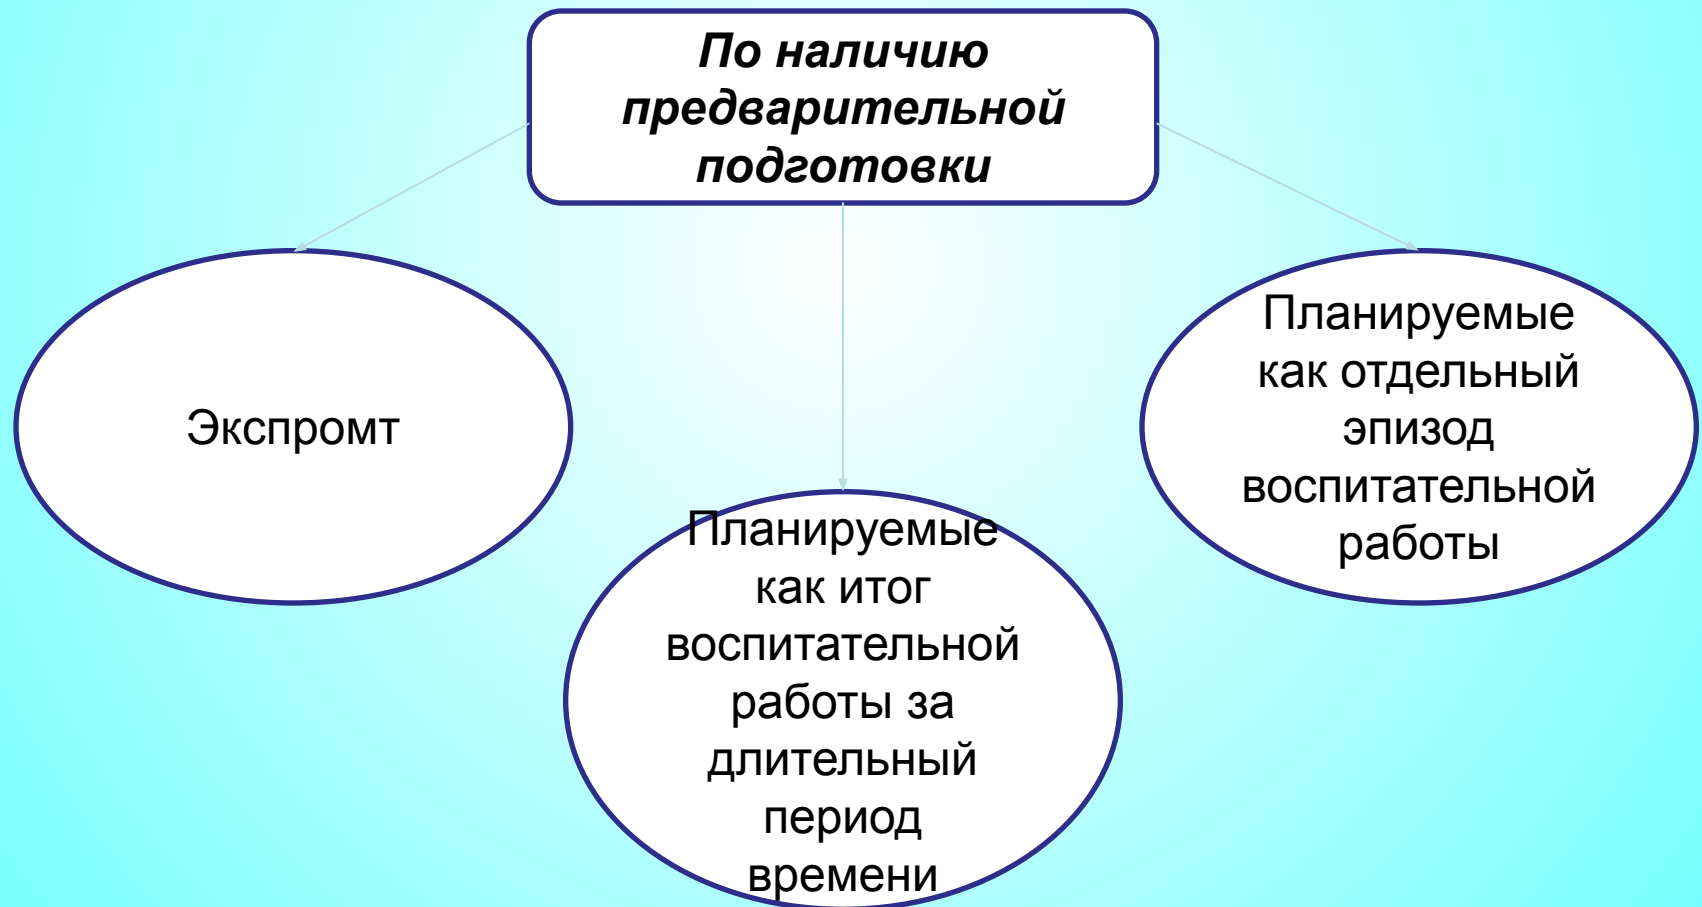 По наличию
предварительной
подготовки
Экспромт
Планируемые
как итог
воспитательной
работы за
длительный
период
времени
Планируемые
как отдельный
эпизод
воспитательной
работы